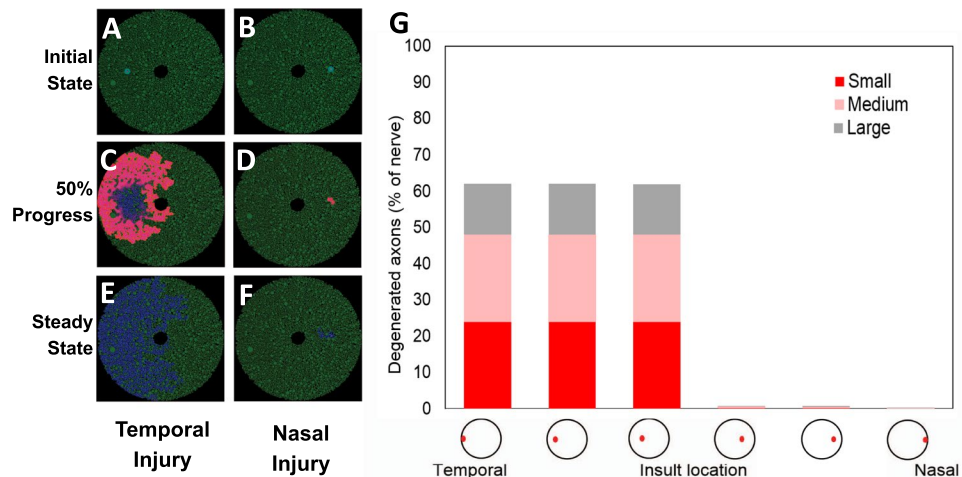 A
B
Initial
State
C
D
50%
Progress
E
F
Steady
State
Temporal
Injury
Nasal
Injury
G
Degenerated axons (% of nerve)
100
90
80
70
60
50
40
30
20
10
0
Small
Medium
Large
Temporal
Insult location
Nasal